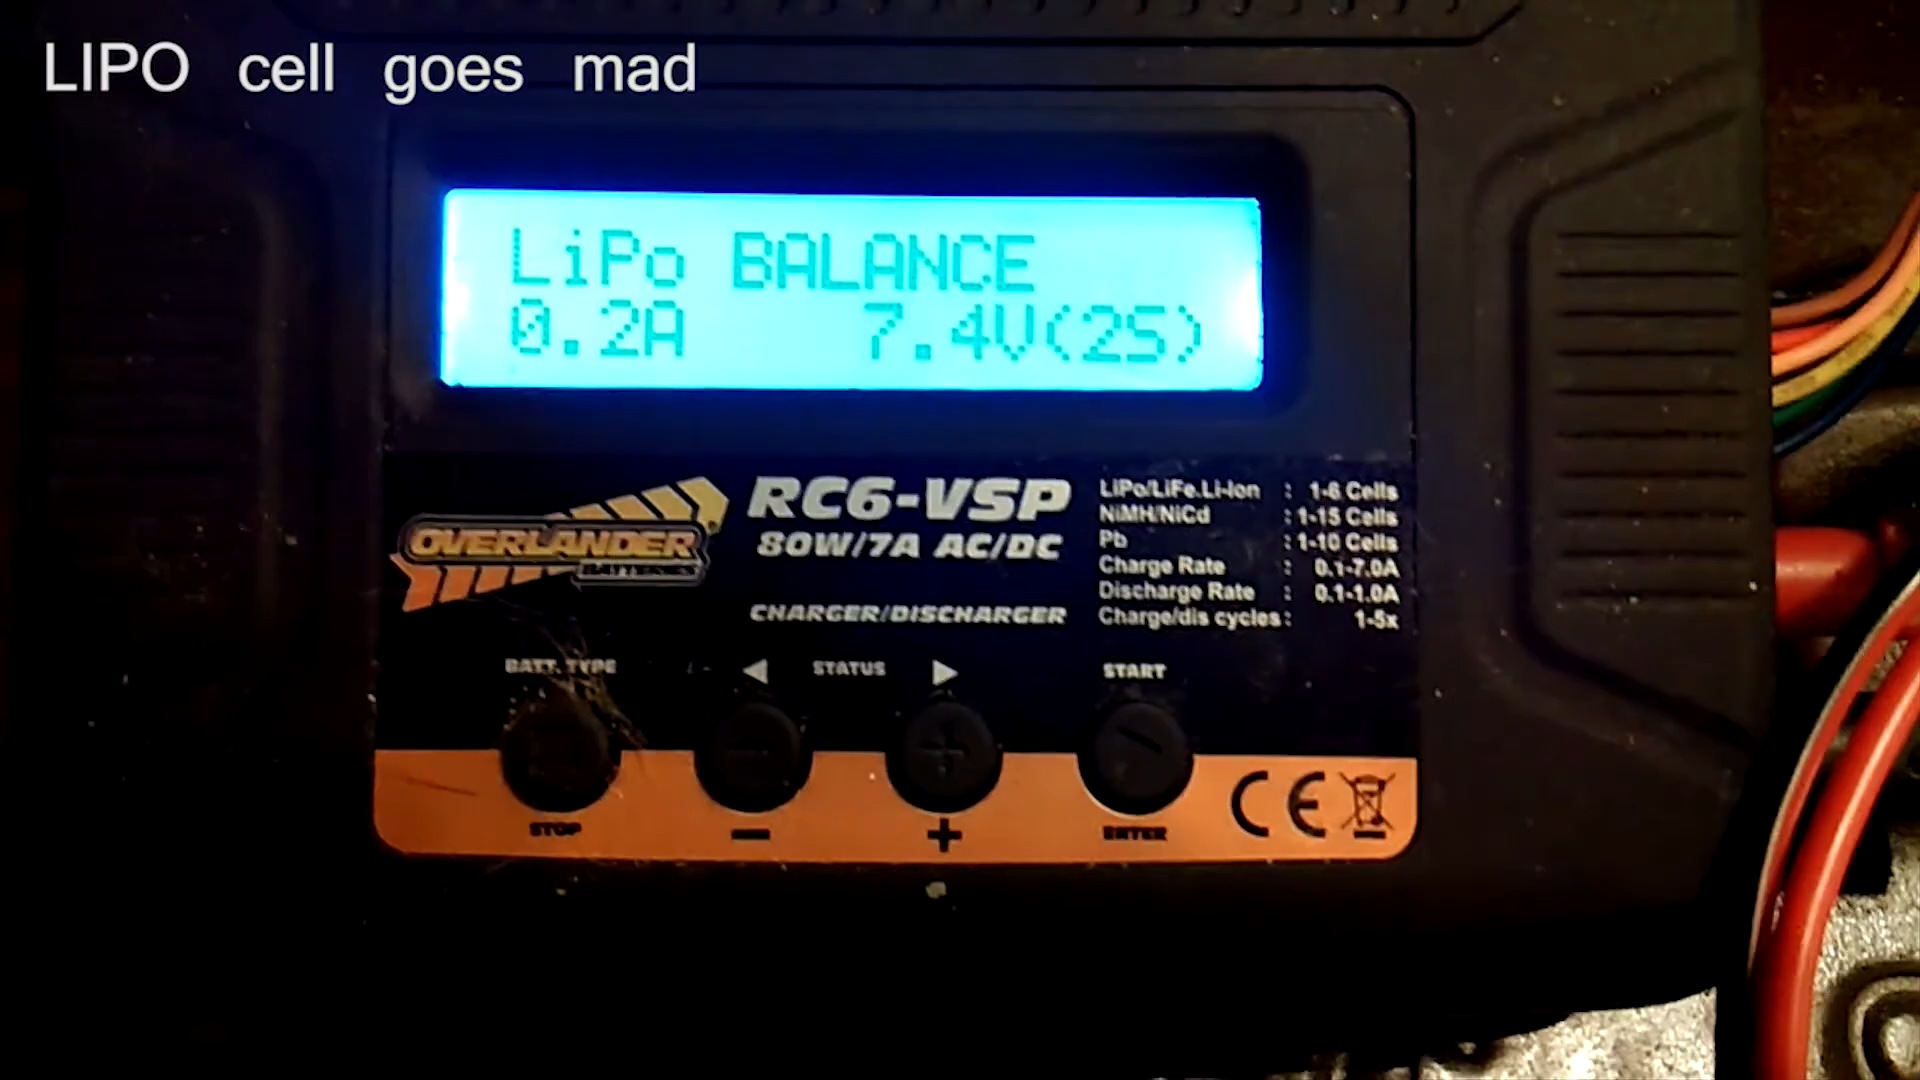 LIPO cell goes mad
LiPo BALANCE
0.2A 7.4V(2S)
OVERLANDER
BATTERIES
RC6-VSP
80W/7A AC/DC
CHARGER/DISCHARGER
LiPo/LiFe.Li-Ion : 1-6 Cells
NiMH/NiCd : 1-15 Cells
Pb : 1-10 Cells
Charge Rate : 0.1-7.0A
Discharge Rate : 0.1-1.0A
Charge/dis cycles : 1-5x
BATT. TYPE ◀ STATUS ▶ START
STOP − + ENTER
CE